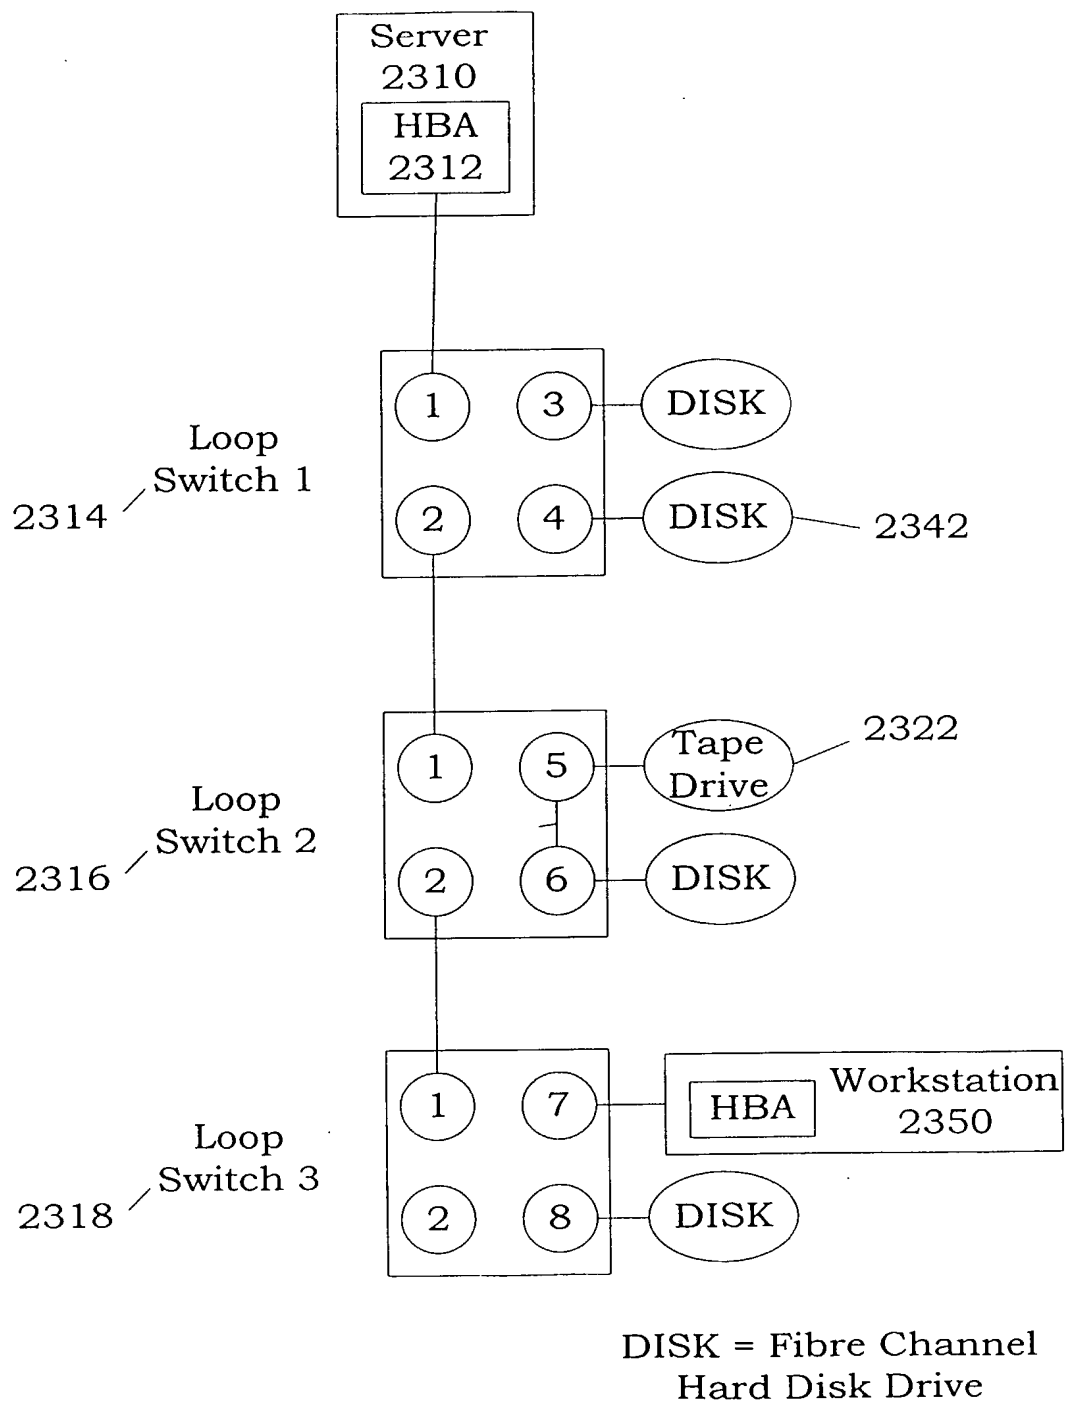 Server
2310
HBA
2312
1
3
DISK
Loop
Switch 1
2314
2
4
DISK
2342
1
5
Tape
Drive
2322
Loop
Switch 2
2316
2
6
DISK
1
7
HBA
Workstation
2350
Loop
Switch 3
2318
2
8
DISK
DISK = Fibre Channel
Hard Disk Drive